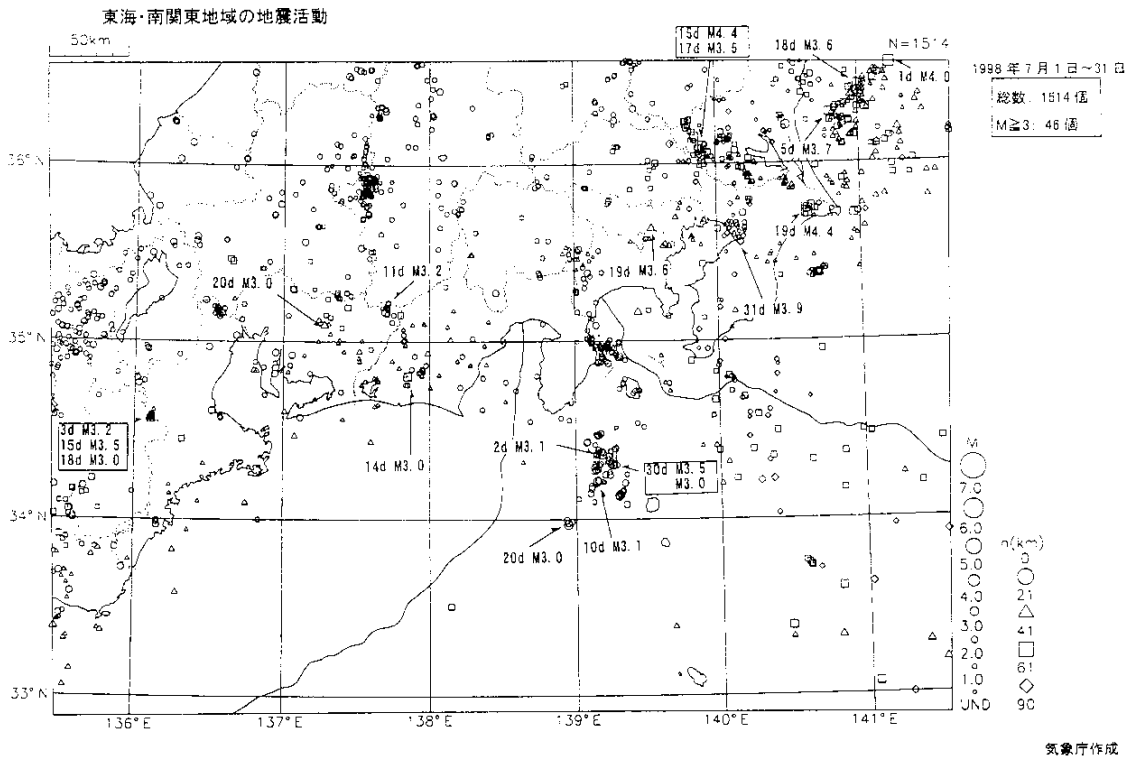 東海・南関東地域の地震活動
50km
15d M4.4
17d M3.5
18d M3.6
N=1514
1d M4.0
1998年7月1日～31日
総数: 1514個
M≧3: 46個
36°N
5d M3.7
19d M4.4
11d M3.2
20d M3.0
19d M3.6
31d M3.9
35°N
3d M3.2
15d M3.5
18d M3.0
2d M3.1
14d M3.0
30d M3.5
M3.0
34°N
20d M3.0
10d M3.1
33°N
136°E
137°E
138°E
139°E
140°E
141°E
M
7.0
6.0
5.0
4.0
3.0
2.0
1.0
UND
h(km)
0
21
41
61
90
気象庁作成